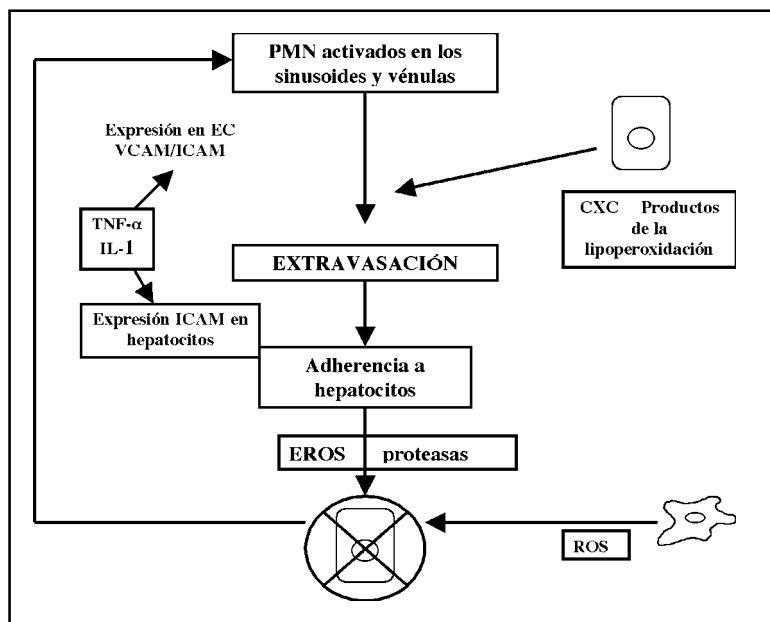 PMN activados en los
sinusoides y vénulas
Expresión en EC
VCAM/ICAM
TNF-α
IL-1
CXC Productos
de la
lipoperoxidación
EXTRAVASACIÓN
Expresión ICAM en
hepatocitos
Adherencia a
hepatocitos
EROS proteasas
ROS